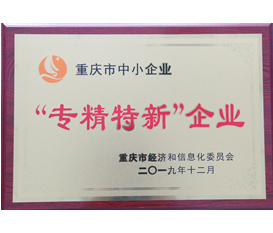 重庆市中小企业
“专精特新”企业
重庆市经济和信息化委员会
二〇一九年十二月